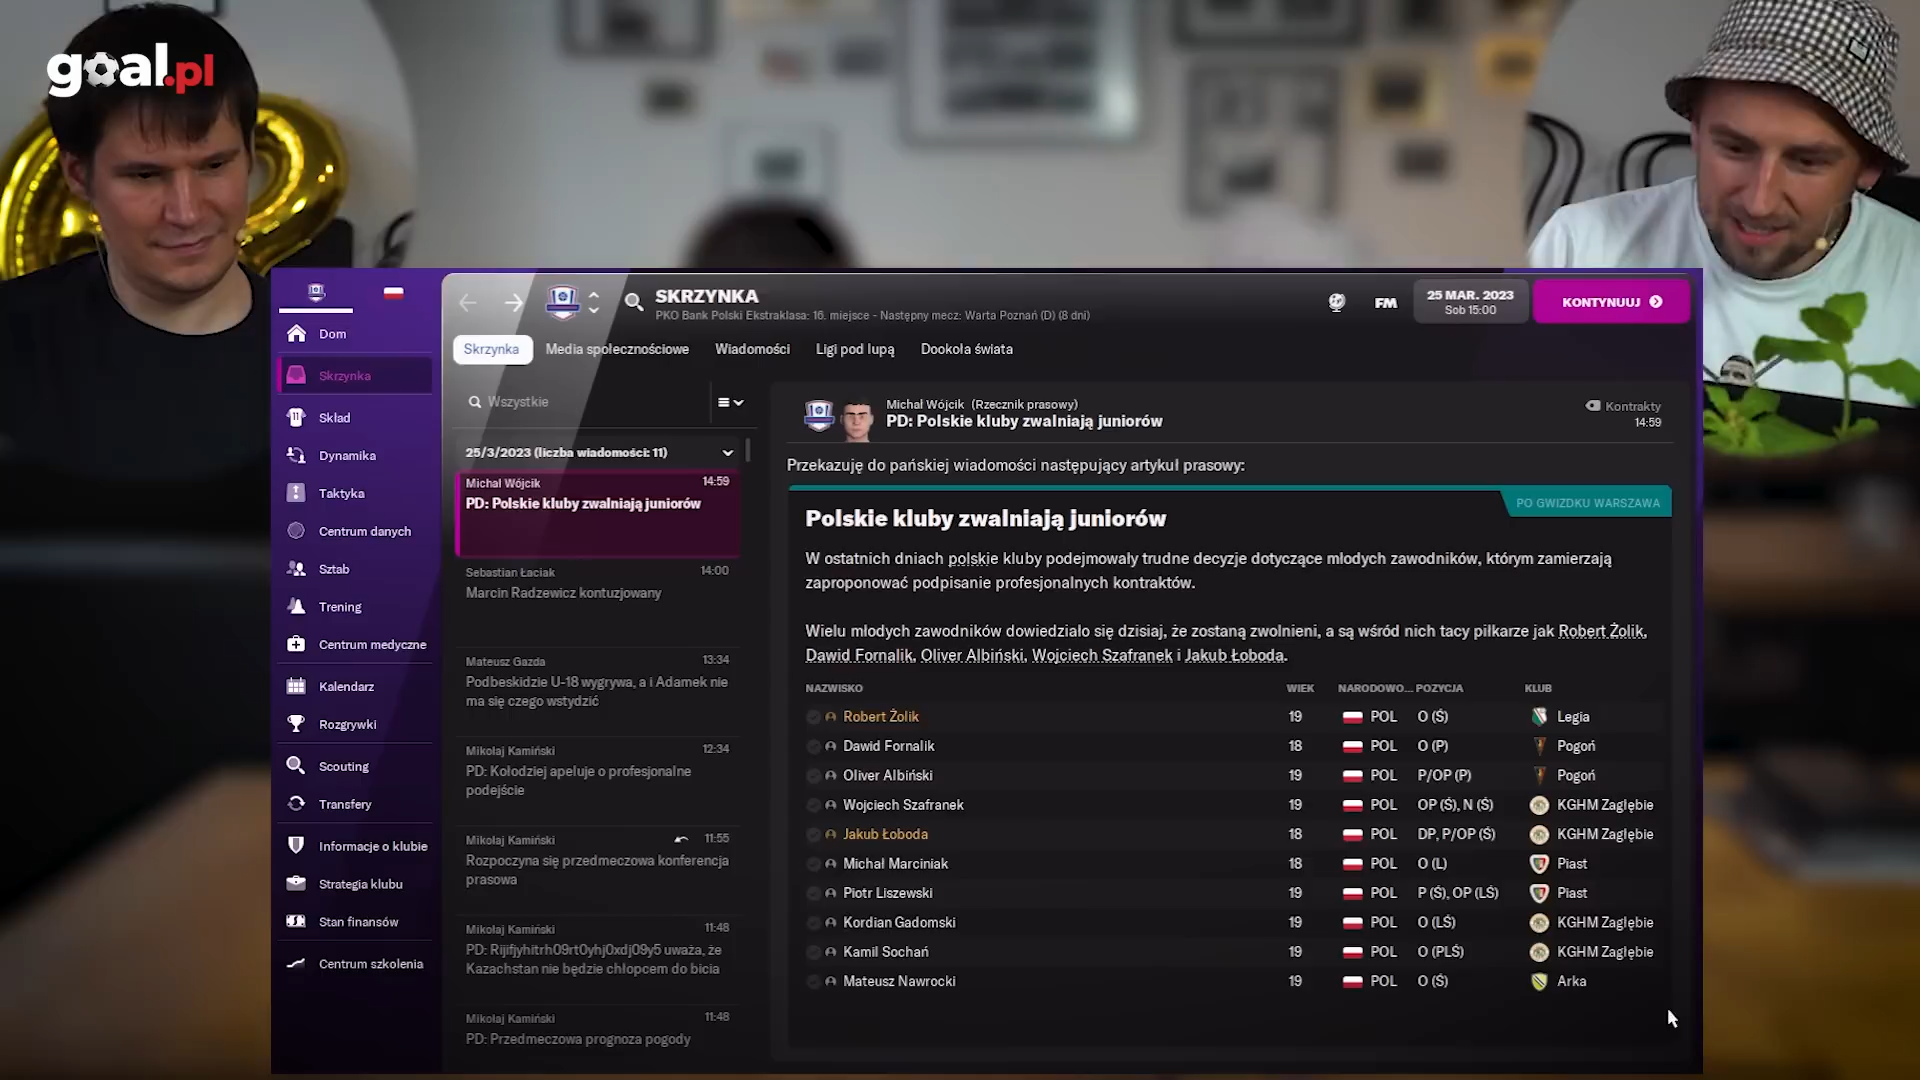 goal.pl
SKRZYNKA
PKO Bank Polski Ekstraklasa: 16. miejsce - Następny mecz: Warta Poznań (D) (8 dni)
FM
25 MAR. 2023
Sob 15:00
KONTYNUUJ
Dom
Skrzynka
Skład
Dynamika
Taktyka
Centrum danych
Sztab
Trening
Centrum medyczne
Kalendarz
Rozgrywki
Scouting
Transfery
Informacje o klubie
Strategia klubu
Stan finansów
Centrum szkolenia
Skrzynka Media społecznościowe Wiadomości Ligi pod lupą Dookoła świata
Wszystkie
25/3/2023 (liczba wiadomości: 11)
Michał Wójcik 14:59
PD: Polskie kluby zwalniają juniorów
Sebastian Łaciak 14:00
Marcin Radzewicz kontuzjowany
Mateusz Gazda 13:34
Podbeskidzie U-18 wygrywa, a i Adamek nie
ma się czego wstydzić
Mikołaj Kamiński 12:34
PD: Kołodziej apeluje o profesjonalne
podejście
Mikołaj Kamiński 11:55
Rozpoczyna się przedmeczowa konferencja
prasowa
Mikołaj Kamiński 11:48
PD: Rijifjyhitrh09rt0yhj0xdj09y5 uważa, że
Kazachstan nie będzie chłopcem do bicia
Mikołaj Kamiński 11:48
PD: Przedmeczowa prognoza pogody
Michał Wójcik (Rzecznik prasowy)
PD: Polskie kluby zwalniają juniorów
Kontrakty
14:59
Przekazuję do pańskiej wiadomości następujący artykuł prasowy:
PO GWIZDKU WARSZAWA
Polskie kluby zwalniają juniorów
W ostatnich dniach polskie kluby podejmowały trudne decyzje dotyczące młodych zawodników, którym zamierzają
zaproponować podpisanie profesjonalnych kontraktów.
Wielu młodych zawodników dowiedziało się dzisiaj, że zostaną zwolnieni, a są wśród nich tacy piłkarze jak Robert Żolik,
Dawid Fornalik, Oliver Albiński, Wojciech Szafranek i Jakub Łoboda.
NAZWISKO WIEK NARODOWO... POZYCJA KLUB
Robert Żolik 19 POL O (Ś) Legia
Dawid Fornalik 18 POL O (P) Pogoń
Oliver Albiński 19 POL P/OP (P) Pogoń
Wojciech Szafranek 19 POL OP (Ś), N (Ś) KGHM Zagłębie
Jakub Łoboda 18 POL DP, P/OP (Ś) KGHM Zagłębie
Michał Marciniak 18 POL O (L) Piast
Piotr Liszewski 19 POL P (Ś), OP (LŚ) Piast
Kordian Gadomski 19 POL O (LŚ) KGHM Zagłębie
Kamil Sochań 19 POL O (PLŚ) KGHM Zagłębie
Mateusz Nawrocki 19 POL O (Ś) Arka